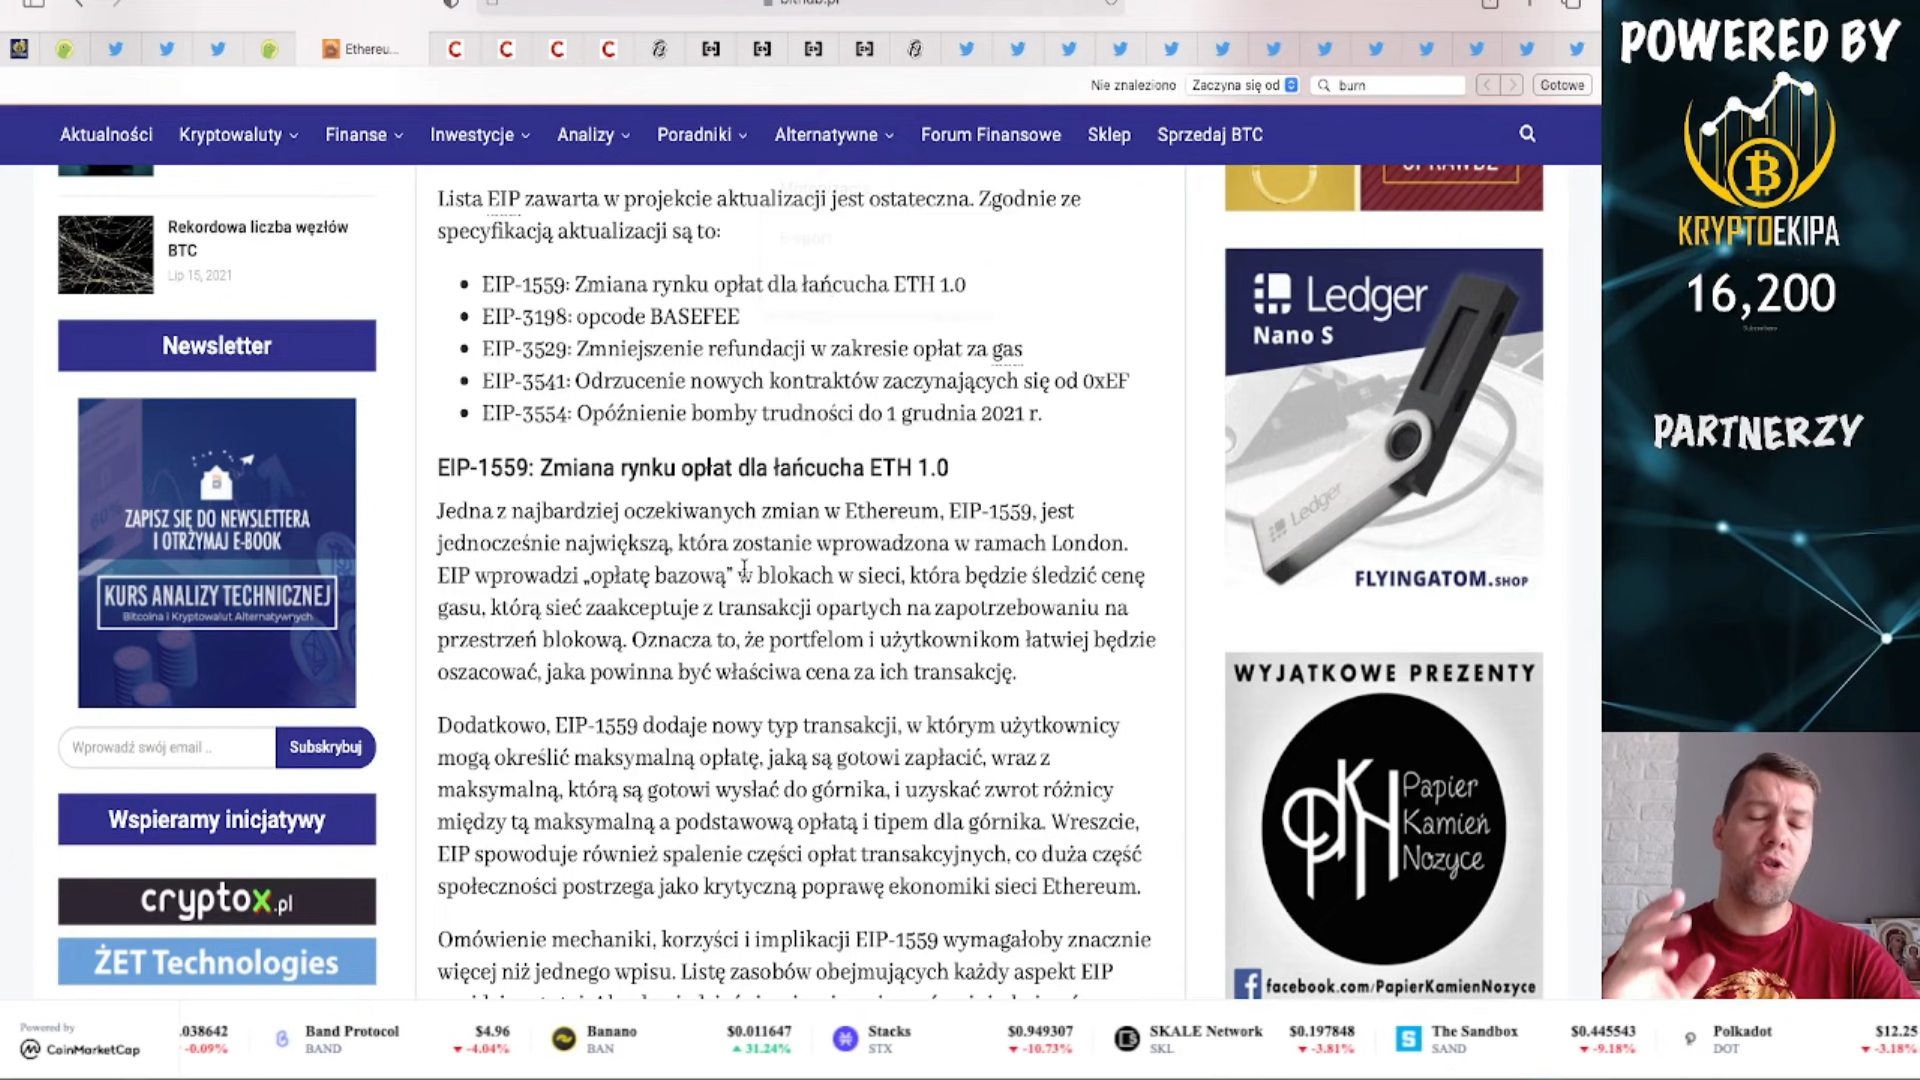 Ethereu...
Nie znaleziono
Zaczyna się od
burn
Gotowe
Aktualności
Kryptowaluty
Finanse
Inwestycje
Analizy
Poradniki
Alternatywne
Forum Finansowe
Sklep
Sprzedaj BTC
Rekordowa liczba węzłów
BTC
Lip 15, 2021
Newsletter
ZAPISZ SIĘ DO NEWSLETTERA
I OTRZYMAJ E-BOOK
KURS ANALIZY TECHNICZNEJ
Bitcoina i Kryptowalut Alternatywnych
Wprowadź swój email ..
Subskrybuj
Wspieramy inicjatywy
cryptox.pl
ŻET Technologies
Lista EIP zawarta w projekcie aktualizacji jest ostateczna. Zgodnie ze
specyfikacją aktualizacji są to:
EIP-1559: Zmiana rynku opłat dla łańcucha ETH 1.0
EIP-3198: opcode BASEFEE
EIP-3529: Zmniejszenie refundacji w zakresie opłat za gas
EIP-3541: Odrzucenie nowych kontraktów zaczynających się od 0xEF
EIP-3554: Opóźnienie bomby trudności do 1 grudnia 2021 r.
EIP-1559: Zmiana rynku opłat dla łańcucha ETH 1.0
Jedna z najbardziej oczekiwanych zmian w Ethereum, EIP-1559, jest
jednocześnie największą, która zostanie wprowadzona w ramach London.
EIP wprowadzi „opłatę bazową” w blokach w sieci, która będzie śledzić cenę
gasu, którą sieć zaakceptuje z transakcji opartych na zapotrzebowaniu na
przestrzeń blokową. Oznacza to, że portfelom i użytkownikom łatwiej będzie
oszacować, jaka powinna być właściwa cena za ich transakcję.
Dodatkowo, EIP-1559 dodaje nowy typ transakcji, w którym użytkownicy
mogą określić maksymalną opłatę, jaką są gotowi zapłacić, wraz z
maksymalną, którą są gotowi wysłać do górnika, i uzyskać zwrot różnicy
między tą maksymalną a podstawową opłatą i tipem dla górnika. Wreszcie,
EIP spowoduje również spalenie części opłat transakcyjnych, co duża część
społeczności postrzega jako krytyczną poprawę ekonomiki sieci Ethereum.
Omówienie mechaniki, korzyści i implikacji EIP-1559 wymagałoby znacznie
więcej niż jednego wpisu. Listę zasobów obejmujących każdy aspekt EIP
Ledger
Nano S
Ledger
FLYINGATOM.SHOP
WYJĄTKOWE PREZENTY
PKN
Papier
Kamień
Nożyce
facebook.com/PapierKamienNozyce
POWERED BY
KRYPTOEKIPA
16,200
PARTNERZY
Powered by
CoinMarketCap
.038642
-0.09%
Band Protocol
BAND
$4.96
-4.04%
Banano
BAN
$0.011647
31.24%
Stacks
STX
$0.949307
-10.73%
SKALE Network
SKL
$0.197848
-3.81%
The Sandbox
SAND
$0.445543
-9.18%
Polkadot
DOT
$12.25
-3.18%